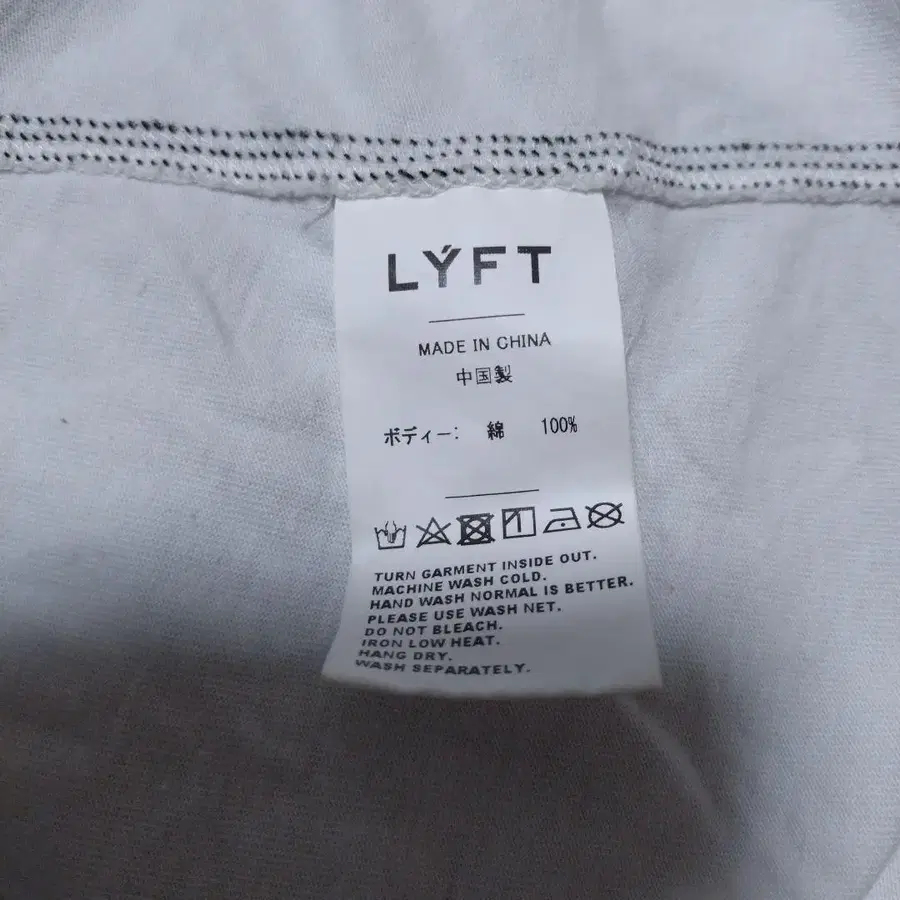 LÝFT
MADE IN CHINA
中国製
ボディー: 綿 100%
TURN GARMENT INSIDE OUT.
MACHINE WASH COLD.
HAND WASH NORMAL IS BETTER.
PLEASE USE WASH NET.
DO NOT BLEACH.
IRON LOW HEAT.
HANG DRY.
WASH SEPARATELY.